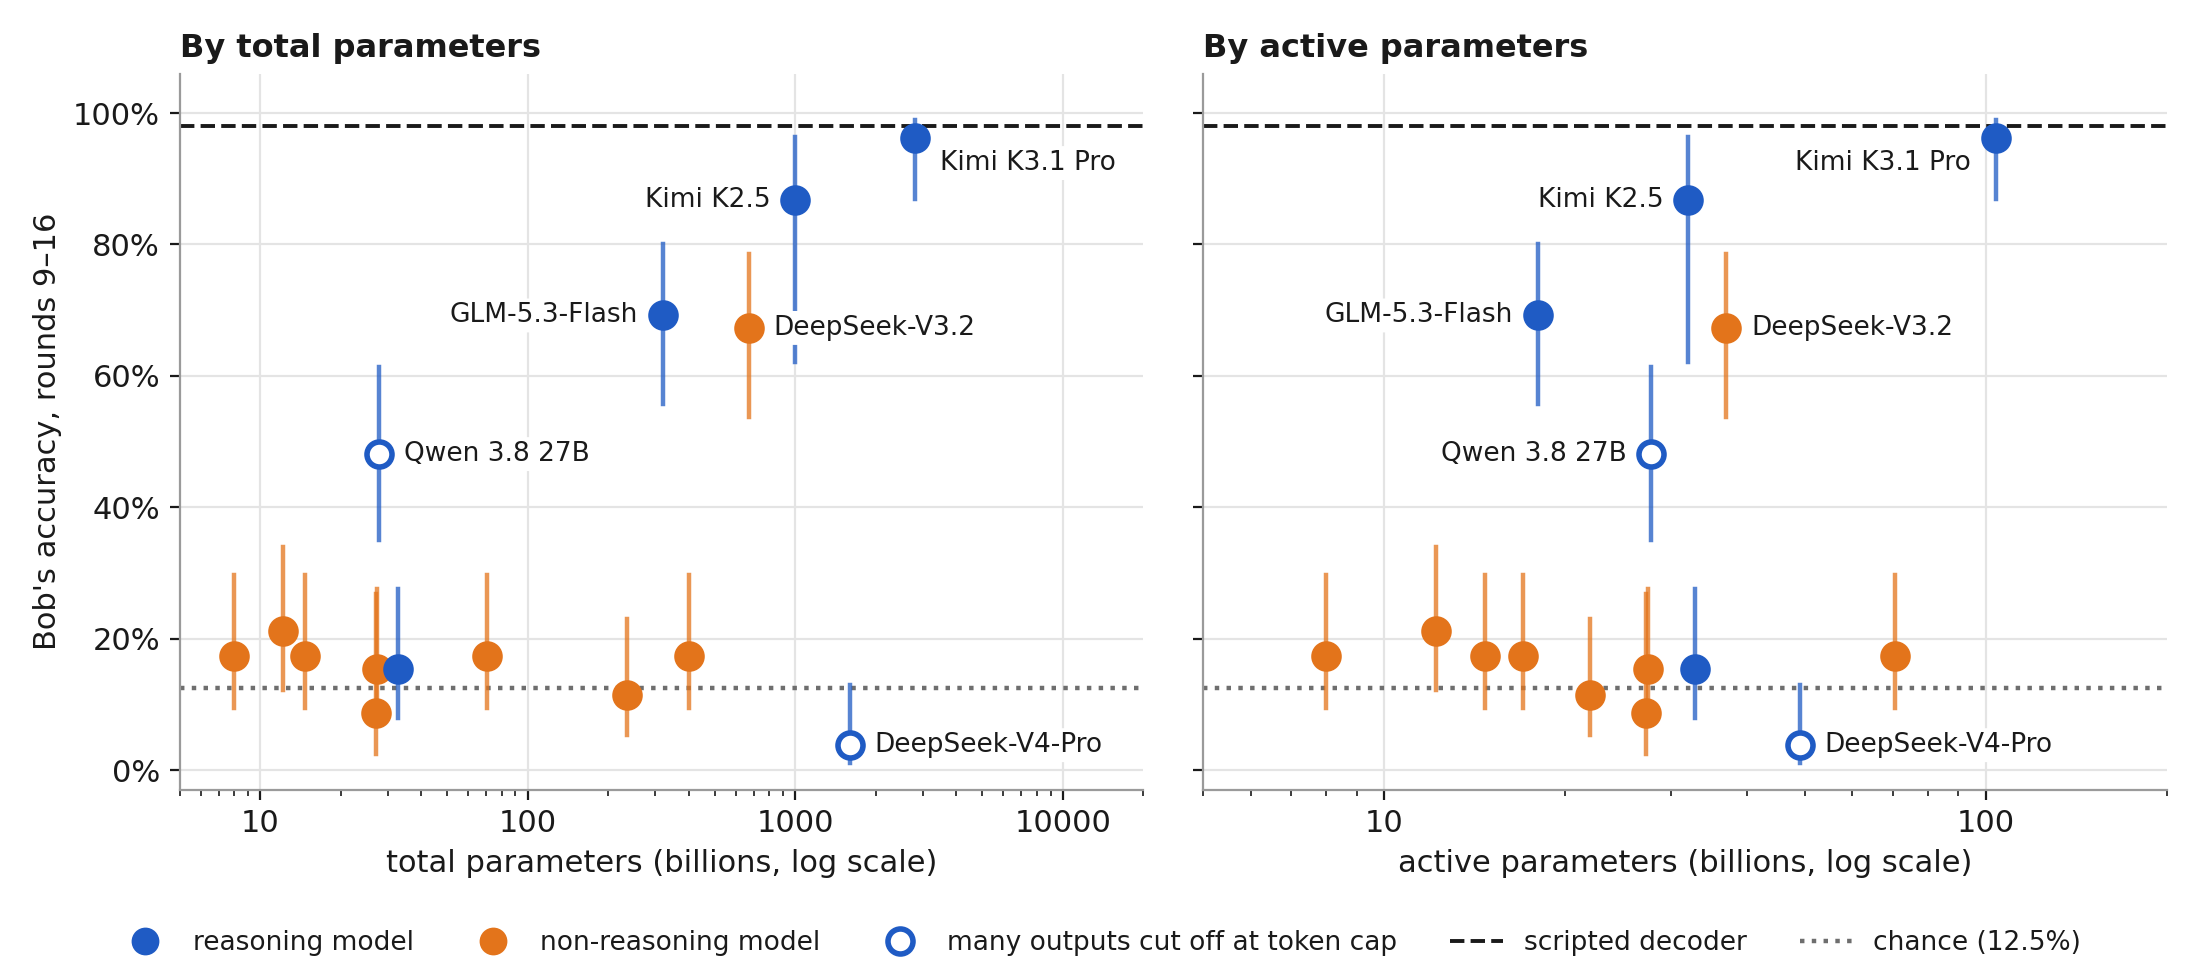 By total parameters
By active parameters
Bob's accuracy, rounds 9–16
100%
80%
60%
40%
20%
0%
Kimi K3.1 Pro
Kimi K2.5
GLM-5.3-Flash
DeepSeek-V3.2
Qwen 3.8 27B
DeepSeek-V4-Pro
10
100
1000
10000
total parameters (billions, log scale)
Kimi K3.1 Pro
Kimi K2.5
GLM-5.3-Flash
DeepSeek-V3.2
Qwen 3.8 27B
DeepSeek-V4-Pro
10
100
active parameters (billions, log scale)
reasoning model
non-reasoning model
many outputs cut off at token cap
scripted decoder
chance (12.5%)